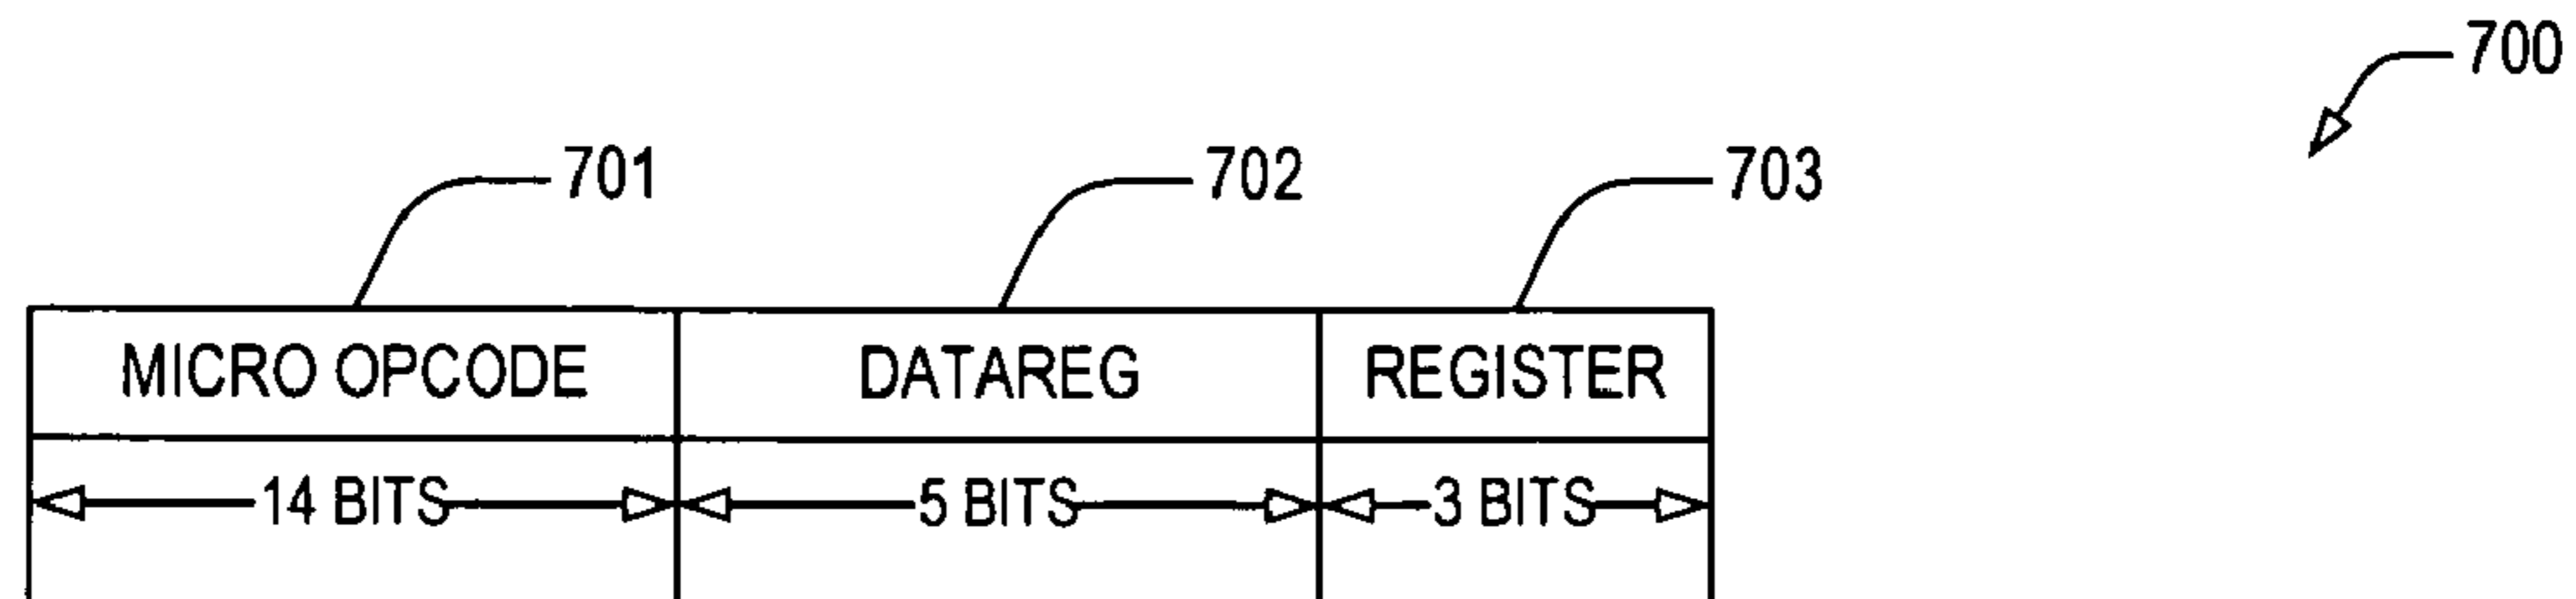 700
701 702 703
MICRO OPCODE DATAREG REGISTER
14 BITS 5 BITS 3 BITS